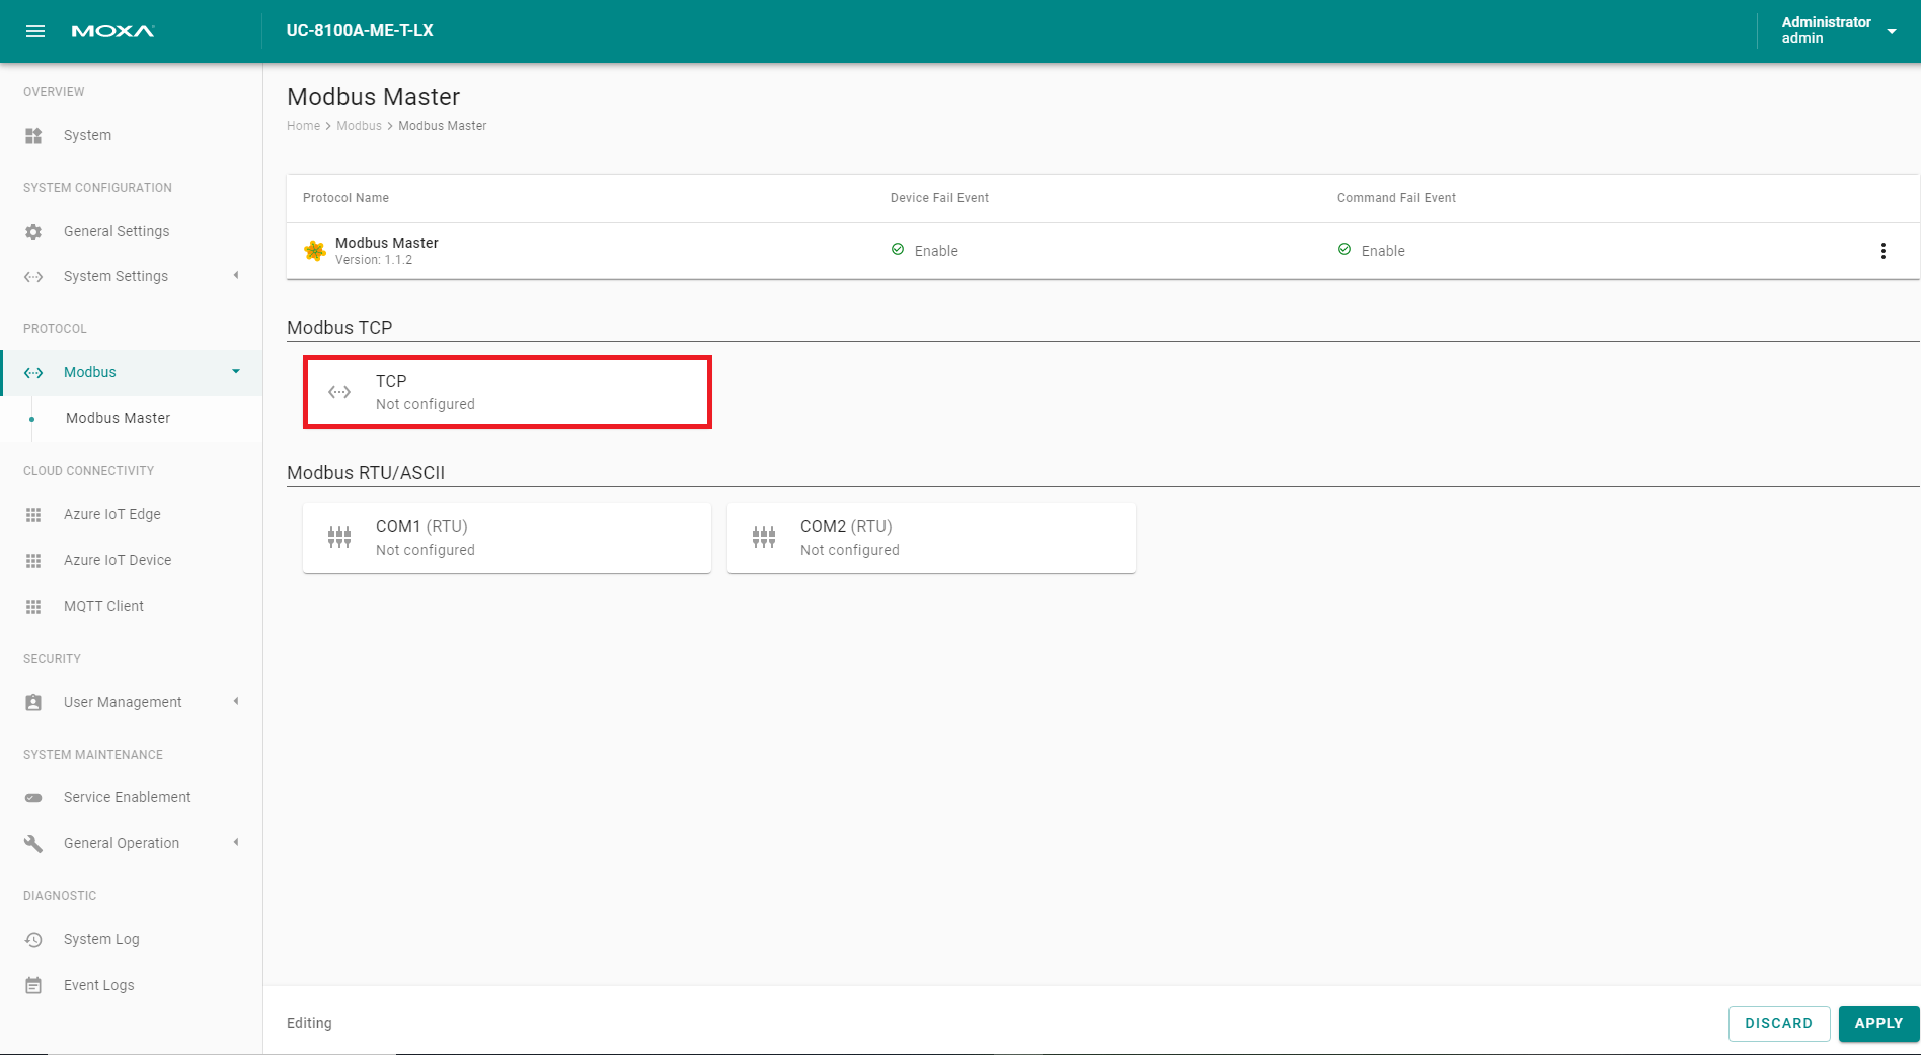 MOXA
UC-8100A-ME-T-LX
Administrator
admin
OVERVIEW
System
SYSTEM CONFIGURATION
General Settings
System Settings
PROTOCOL
Modbus
Modbus Master
CLOUD CONNECTIVITY
Azure IoT Edge
Azure IoT Device
MQTT Client
SECURITY
User Management
SYSTEM MAINTENANCE
Service Enablement
General Operation
DIAGNOSTIC
System Log
Event Logs
Modbus Master
Home > Modbus > Modbus Master
Protocol Name Device Fail Event Command Fail Event
Modbus Master
Version: 1.1.2
Enable Enable
Modbus TCP
TCP
Not configured
Modbus RTU/ASCII
COM1 (RTU)
Not configured
COM2 (RTU)
Not configured
Editing
DISCARD APPLY